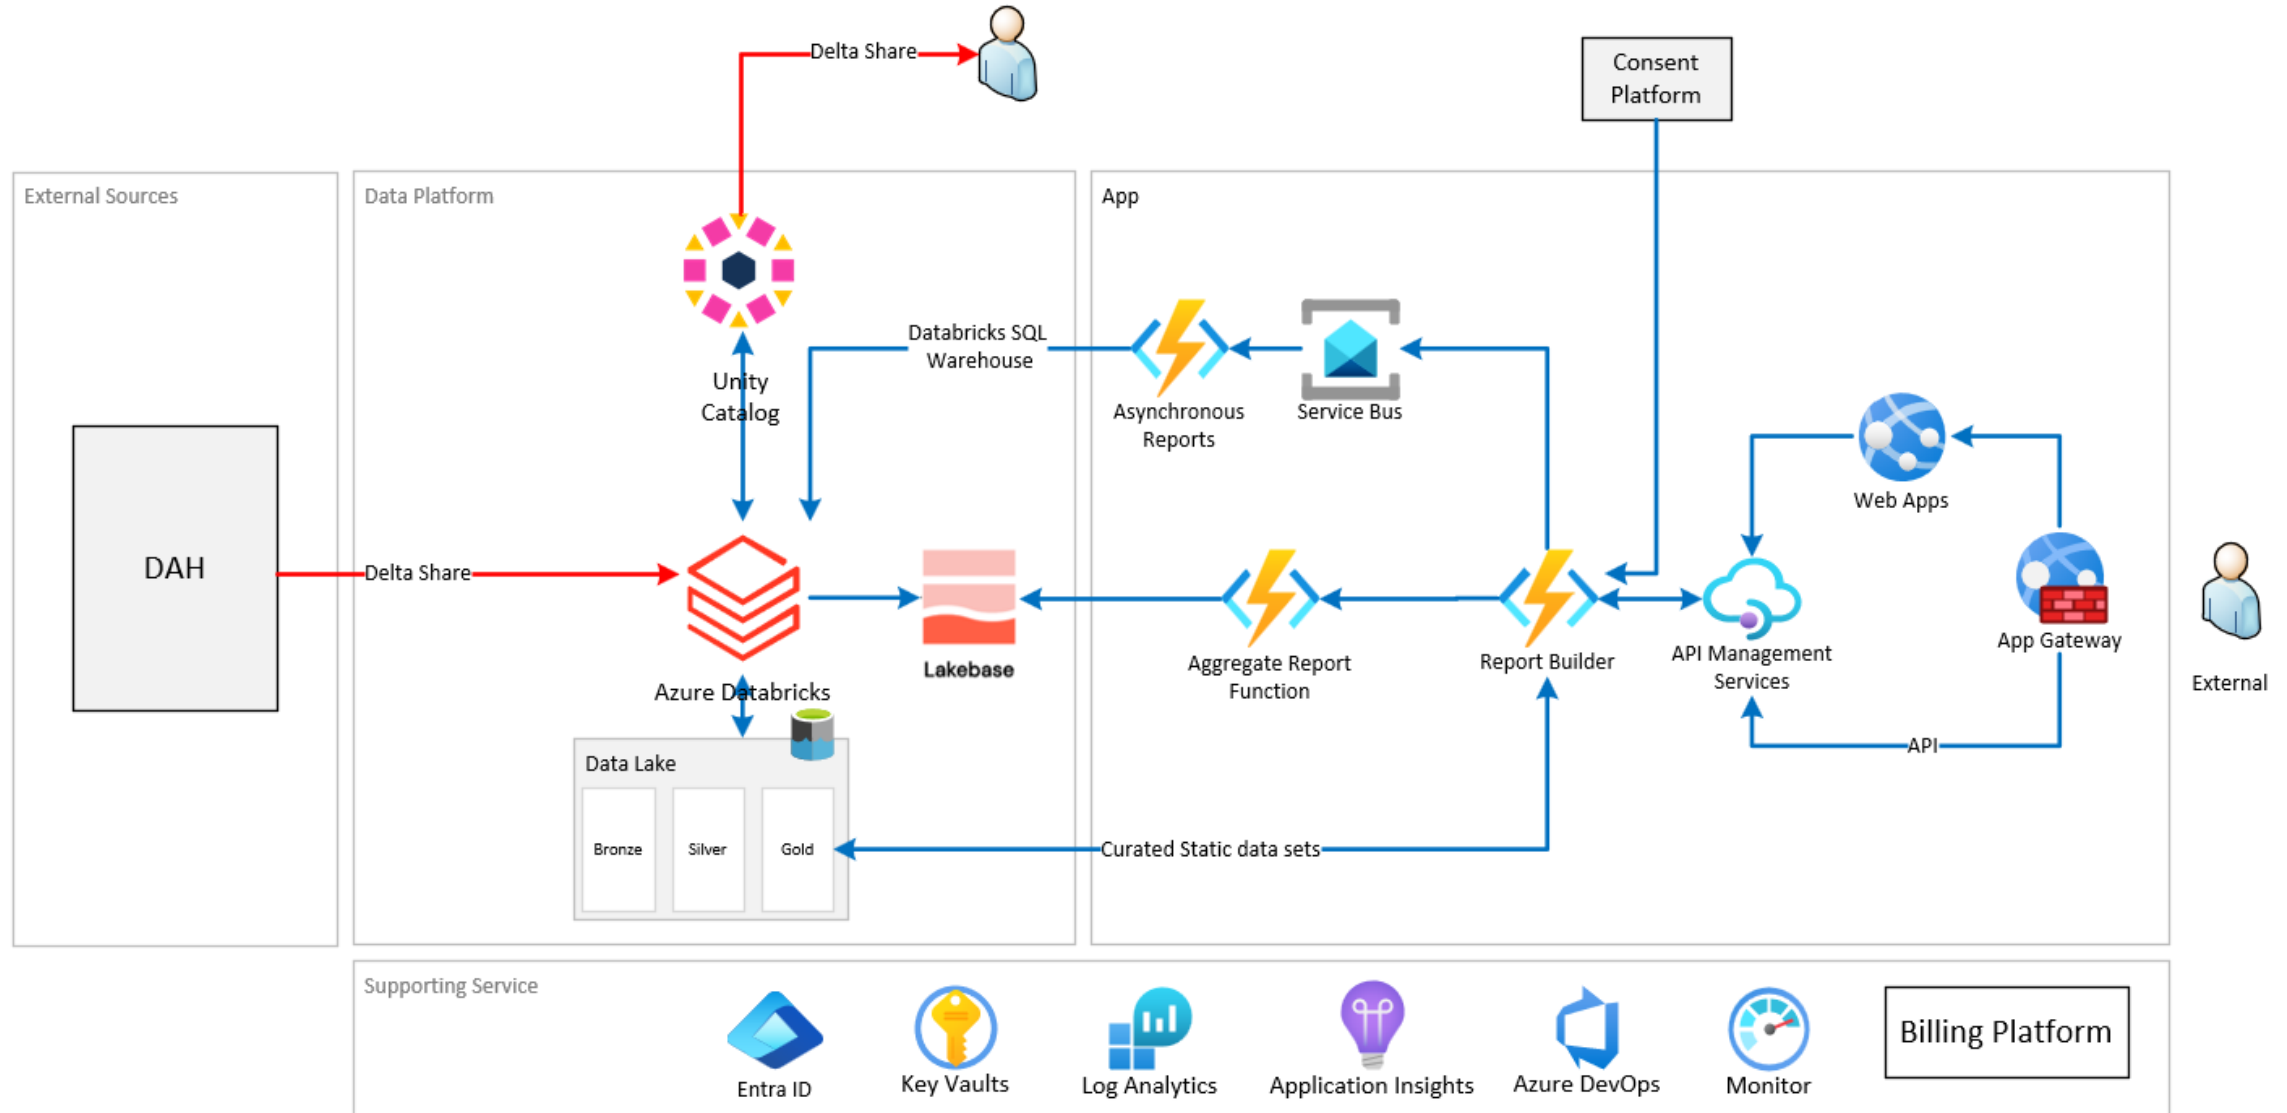 Delta Share
Consent
Platform
External Sources
Data Platform
App
Databricks SQL
Warehouse
Unity
Catalog
Asynchronous
Reports
Service Bus
Web Apps
DAH
Delta Share
Lakebase
Azure Databricks
Aggregate Report
Function
Report Builder
API Management
Services
App Gateway
External
API
Data Lake
Bronze
Silver
Gold
Curated Static data sets
Supporting Service
Entra ID
Key Vaults
Log Analytics
Application Insights
Azure DevOps
Monitor
Billing Platform